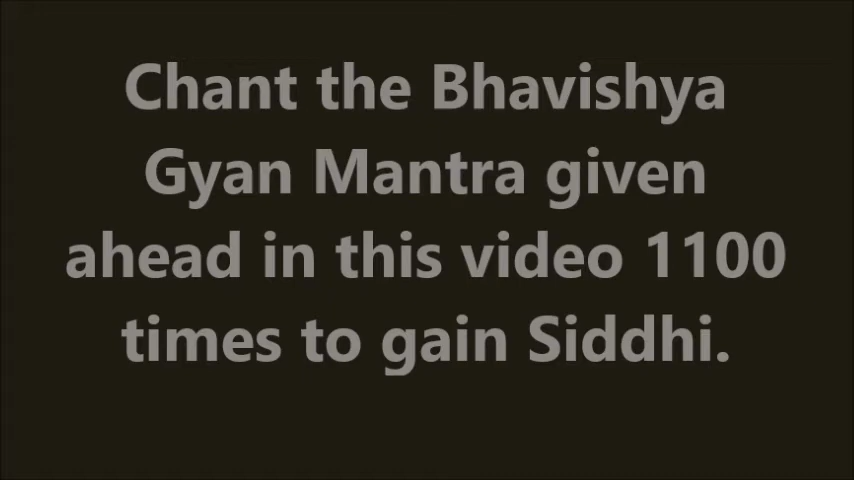 Chant the Bhavishya
Gyan Mantra given
ahead in this video 1100
times to gain Siddhi.